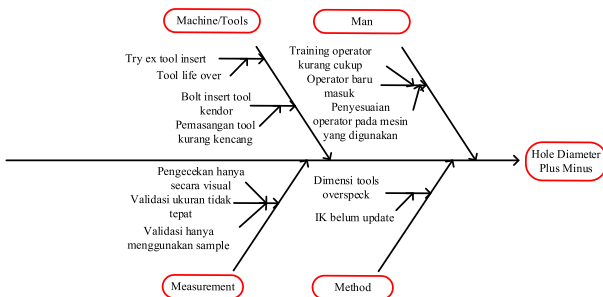 Machine/Tools
Man
Try ex tool insert
Tool life over
Bolt insert tool
kendor
Pemasangan tool
kurang kencang
Training operator
kurang cukup
Operator baru
masuk
Penyesuaian
operator pada mesin
yang digunakan
Hole Diameter
Plus Minus
Pengecekan hanya
secara visual
Validasi ukuran tidak
tepat
Validasi hanya
menggunakan sample
Dimensi tools
overspeck
IK belum update
Measurement
Method